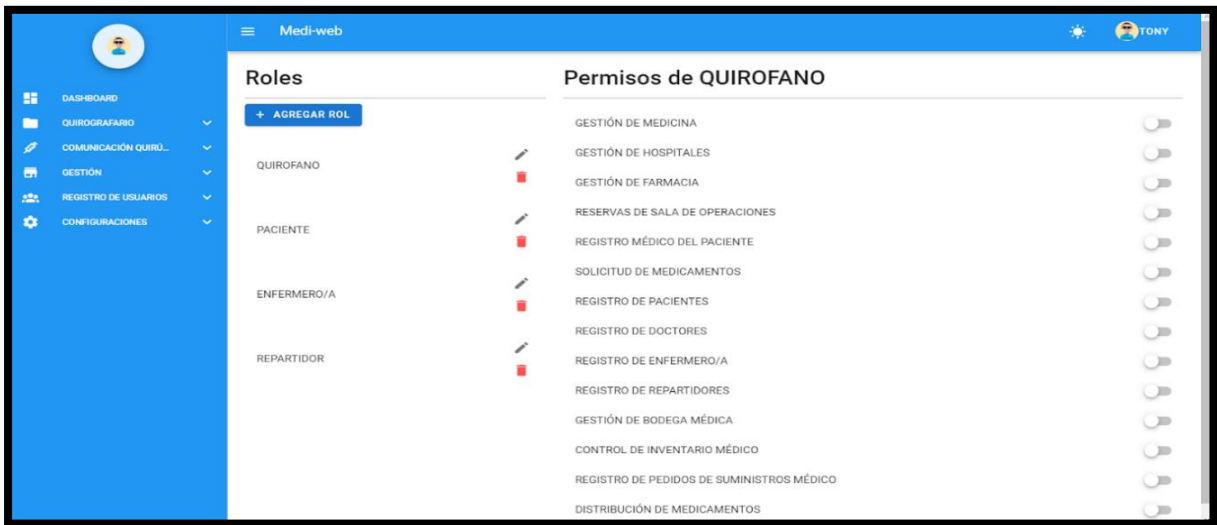 Medi-web
TONY
DASHBOARD
QUIROGRAFARIO
COMUNICACIÓN QUIRÚ...
GESTIÓN
REGISTRO DE USUARIOS
CONFIGURACIONES
Roles
+ AGREGAR ROL
QUIROFANO
PACIENTE
ENFERMERO/A
REPARTIDOR
Permisos de QUIROFANO
GESTIÓN DE MEDICINA
GESTIÓN DE HOSPITALES
GESTIÓN DE FARMACIA
RESERVAS DE SALA DE OPERACIONES
REGISTRO MÉDICO DEL PACIENTE
SOLICITUD DE MEDICAMENTOS
REGISTRO DE PACIENTES
REGISTRO DE DOCTORES
REGISTRO DE ENFERMERO/A
REGISTRO DE REPARTIDORES
GESTIÓN DE BODEGA MÉDICA
CONTROL DE INVENTARIO MÉDICO
REGISTRO DE PEDIDOS DE SUMINISTROS MÉDICO
DISTRIBUCIÓN DE MEDICAMENTOS